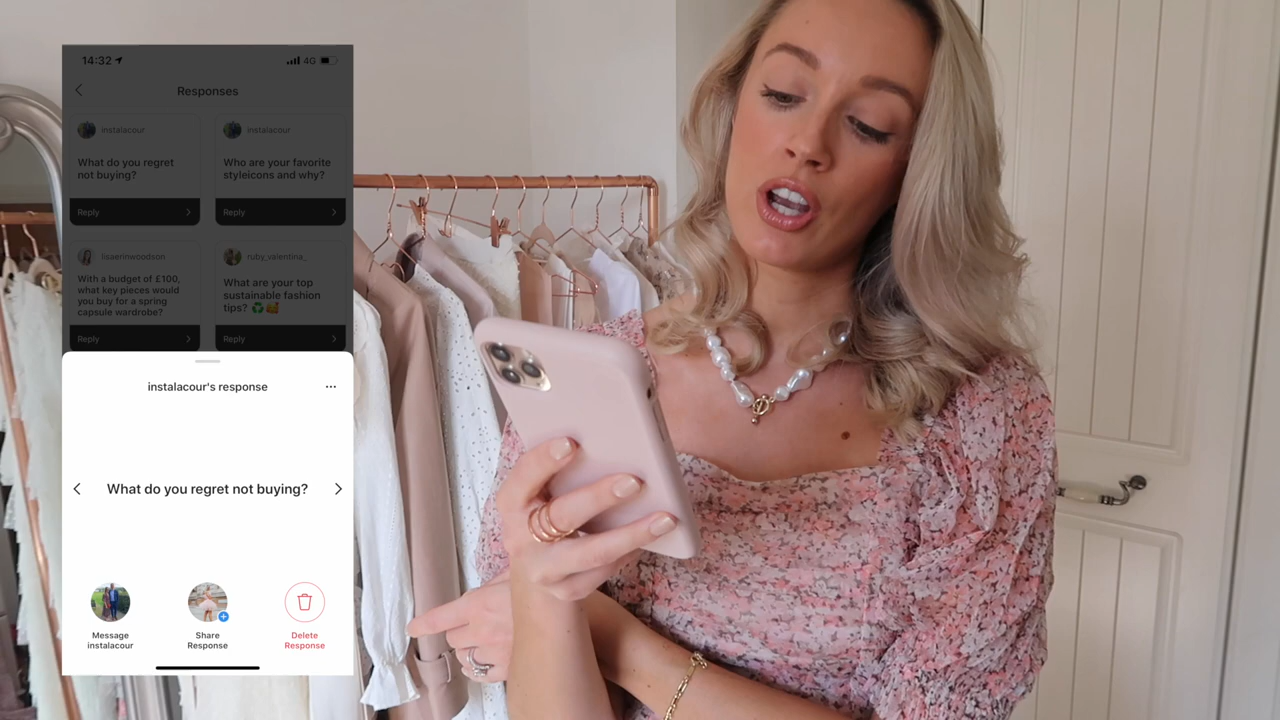 14:32
4G
Responses
instalacour
What do you regret
not buying?
Reply
instalacour
Who are your favorite
styleicons and why?
Reply
lisaerinwoodson
With a budget of £100,
what key pieces would
you buy for a spring
capsule wardrobe?
Reply
ruby_valentina_
What are your top
sustainable fashion
tips? ♻️🥰
Reply
instalacour's response
...
What do you regret not buying?
Message
instalacour
Share
Response
Delete
Response